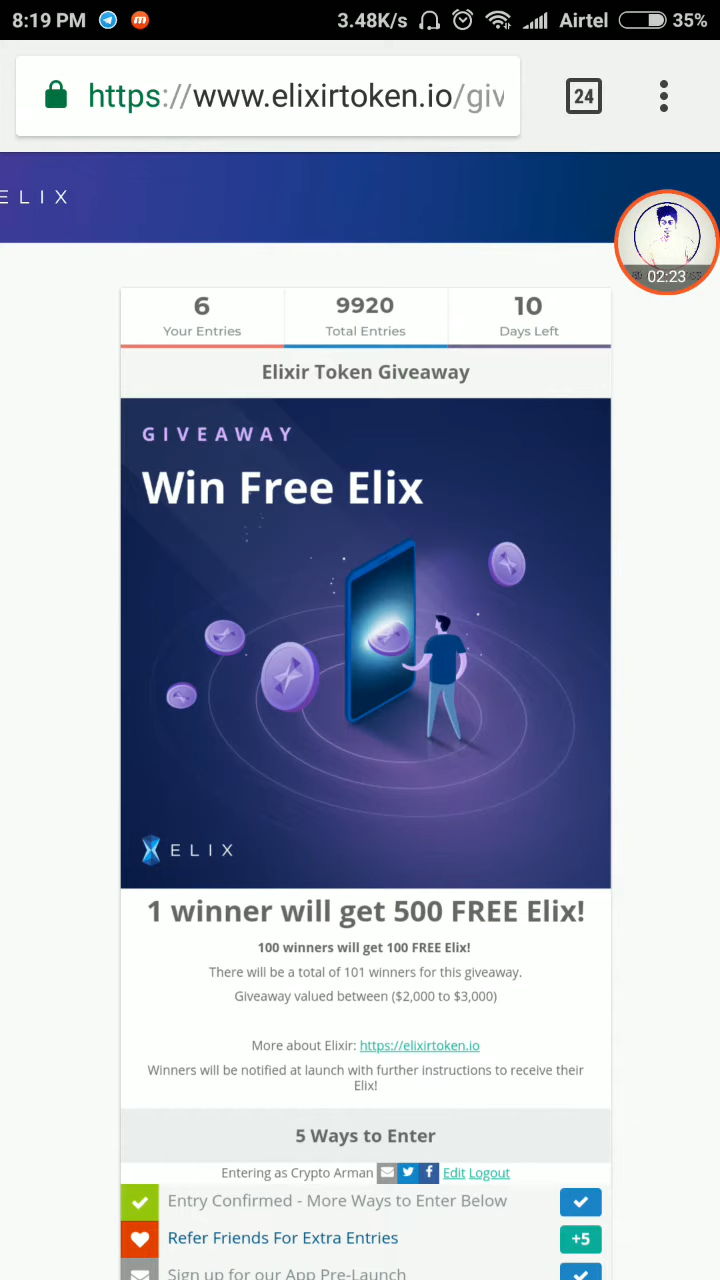 8:19 PM 3.48K/s Airtel 35%
https://www.elixirtoken.io/giv
24
ELIX
02:23
6 9920 10
Your Entries Total Entries Days Left
Elixir Token Giveaway
GIVEAWAY
Win Free Elix
ELIX
1 winner will get 500 FREE Elix!
100 winners will get 100 FREE Elix!
There will be a total of 101 winners for this giveaway.
Giveaway valued between ($2,000 to $3,000)
More about Elixir: https://elixirtoken.io
Winners will be notified at launch with further instructions to receive their
Elix!
5 Ways to Enter
Entering as Crypto Arman Edit Logout
Entry Confirmed - More Ways to Enter Below
Refer Friends For Extra Entries +5
Sign up for our App Pre-Launch